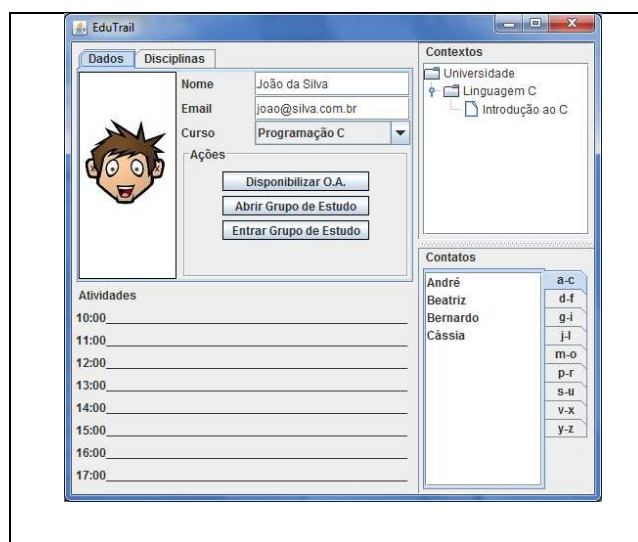 EduTrail
Dados Disciplinas
Nome João da Silva
Email joao@silva.com.br
Curso Programação C
Ações
Disponibilizar O.A.
Abrir Grupo de Estudo
Entrar Grupo de Estudo
Atividades
10:00
11:00
12:00
13:00
14:00
15:00
16:00
17:00
Contextos
Universidade
Linguagem C
Introdução ao C
Contatos
André
Beatriz
Bernardo
Cássia
a-c
d-f
g-i
j-l
m-o
p-r
s-u
v-x
y-z